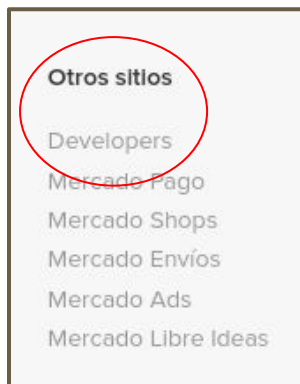 Otros sitios
Developers
Mercado Pago
Mercado Shops
Mercado Envíos
Mercado Ads
Mercado Libre Ideas